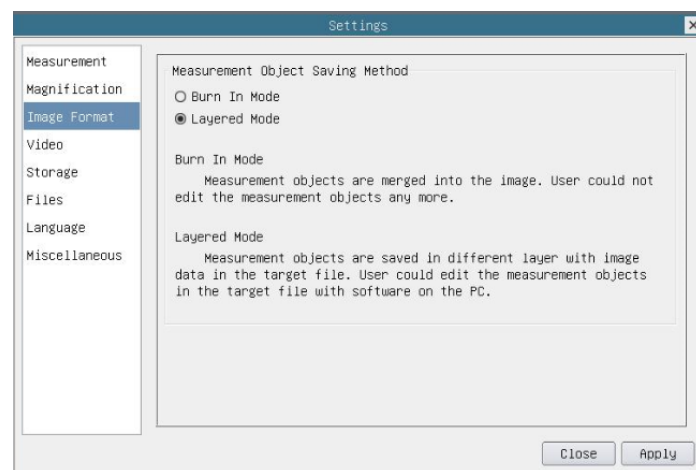 Settings
Measurement
Magnification
Image Format
Video
Storage
Files
Language
Miscellaneous
Measurement Object Saving Method
Burn In Mode
Layered Mode
Burn In Mode
Measurement objects are merged into the image. User could not
edit the measurement objects any more.
Layered Mode
Measurement objects are saved in different layer with image
data in the target file. User could edit the measurement objects
in the target file with software on the PC.
Close
Apply